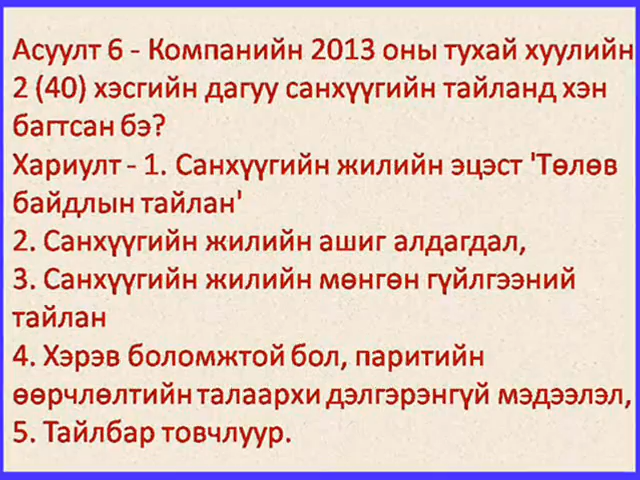 Асуулт 6 - Компанийн 2013 оны тухай хуулийн
2 (40) хэсгийн дагуу санхүүгийн тайланд хэн
багтсан бэ?
Хариулт - 1. Санхүүгийн жилийн эцэст 'Төлөв
байдлын тайлан'
2. Санхүүгийн жилийн ашиг алдагдал,
3. Санхүүгийн жилийн мөнгөн гүйлгээний
тайлан
4. Хэрэв боломжтой бол, паритийн
өөрчлөлтийн талаархи дэлгэрэнгүй мэдээлэл,
5. Тайлбар товчлуур.